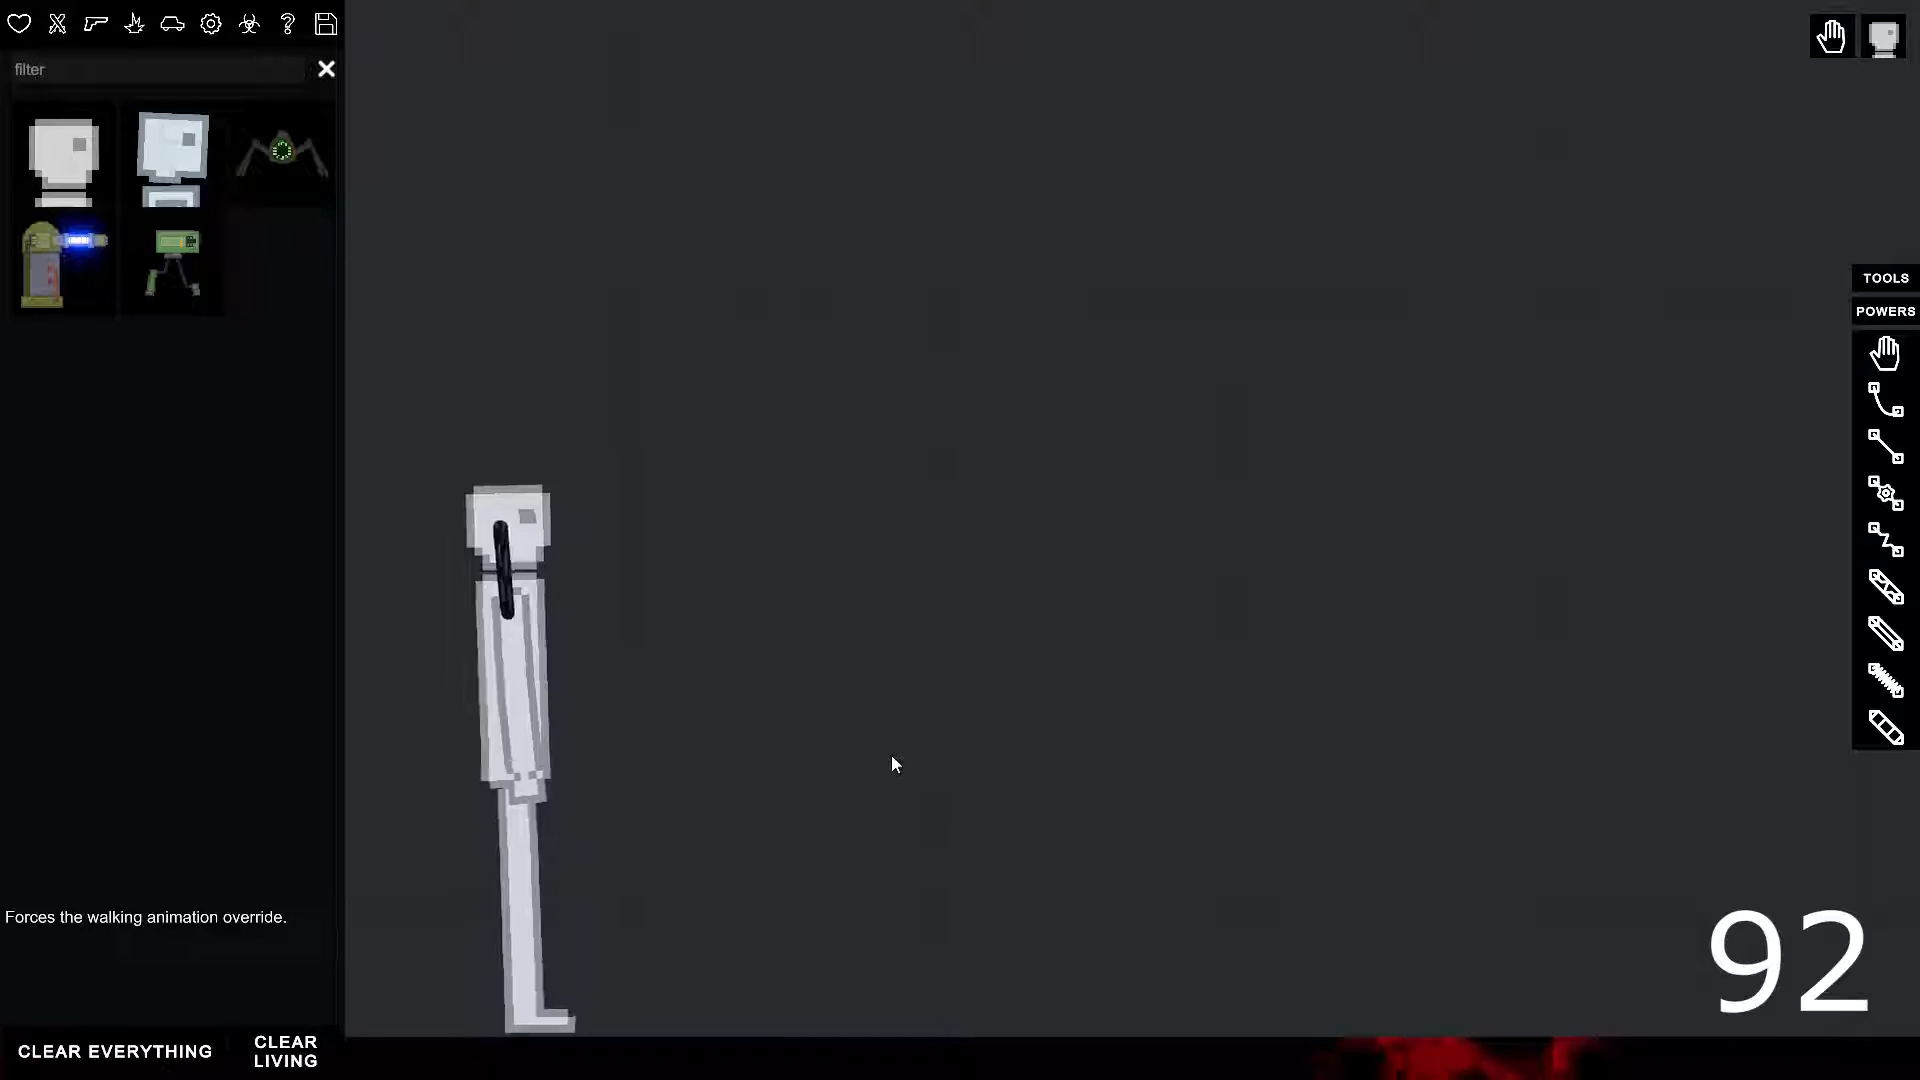 filter
TOOLS
POWERS
Forces the walking animation override.
92
CLEAR EVERYTHING
CLEAR
LIVING